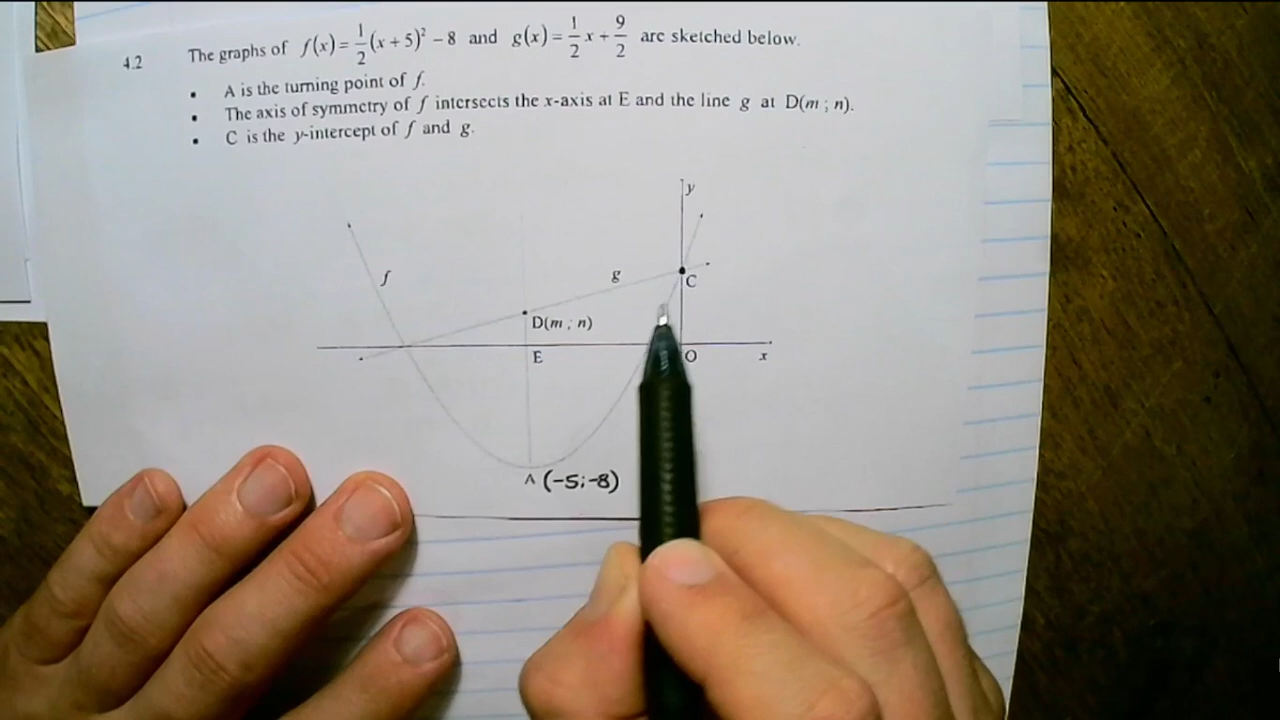 4.2 The graphs of f(x) = 1/2(x + 5)² − 8 and g(x) = 1/2x + 9/2 are sketched below.
• A is the turning point of f.
• The axis of symmetry of f intersects the x-axis at E and the line g at D(m ; n).
• C is the y-intercept of f and g.
y
f
g
C
D(m ; n)
E
O
x
A (-5;-8)